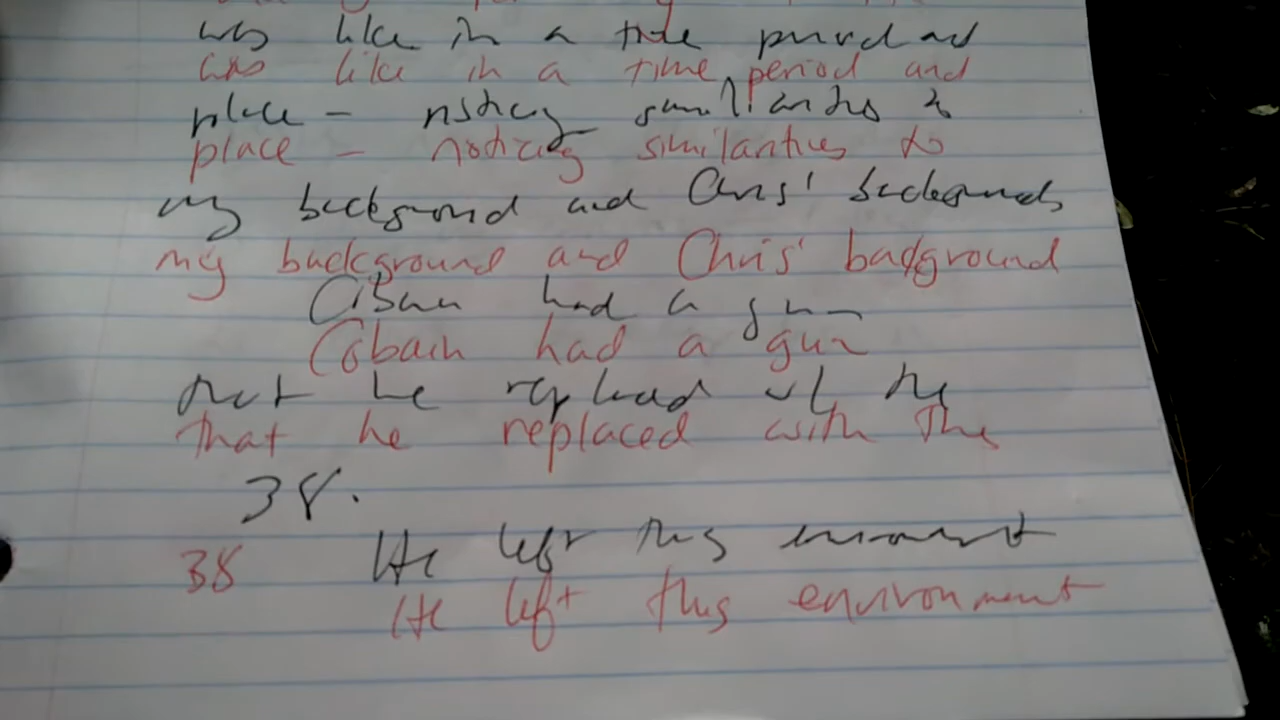 was like in a time period and
was like in a time period and
place – noticing similarities to
place – noticing similarities to
my background and Chris' background
my background and Chris' background
Cobain had a gun
Cobain had a gun
that he replaced with the
that he replaced with the
38.
He left this environment
38
He left this environment